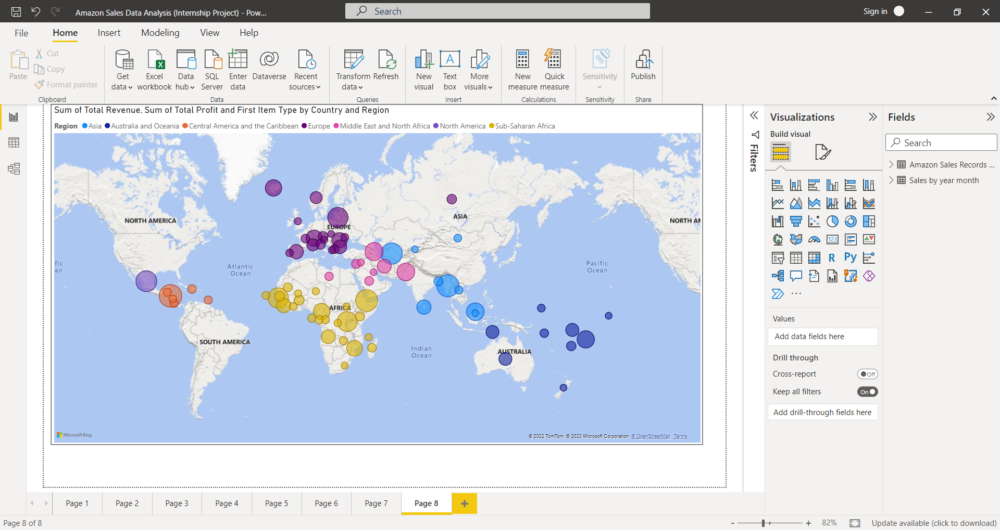 Amazon Sales Data Analysis (Internship Project) - Pow...
Search
Sign in
File
Home
Insert
Modeling
View
Help
Paste
Cut
Copy
Format painter
Clipboard
Get data
Excel workbook
Data hub
SQL Server
Enter data
Dataverse
Recent sources
Data
Transform data
Refresh
Queries
New visual
Text box
More visuals
Insert
New measure
Quick measure
Calculations
Sensitivity
Sensitivity
Publish
Share
Sum of Total Revenue, Sum of Total Profit and First Item Type by Country and Region
Region Asia Australia and Oceania Central America and the Caribbean Europe Middle East and North Africa North America Sub-Saharan Africa
NORTH AMERICA
EUROPE
ASIA
NORTH AM
fic
an
Atlantic
Ocean
Pacific
Ocean
AFRICA
SOUTH AMERICA
Indian
Ocean
AUSTRALIA
Microsoft Bing
© 2022 TomTom, © 2023 Microsoft Corporation, © OpenStreetMap Terms
Filters
Visualizations
Build visual
123
R
Py
...
Values
Add data fields here
Drill through
Cross-report
Off
Keep all filters
On
Add drill-through fields here
Fields
Search
Amazon Sales Records ...
Sales by year month
Page 1
Page 2
Page 3
Page 4
Page 5
Page 6
Page 7
Page 8
+
Page 8 of 8
- + 82%
Update available (click to download)